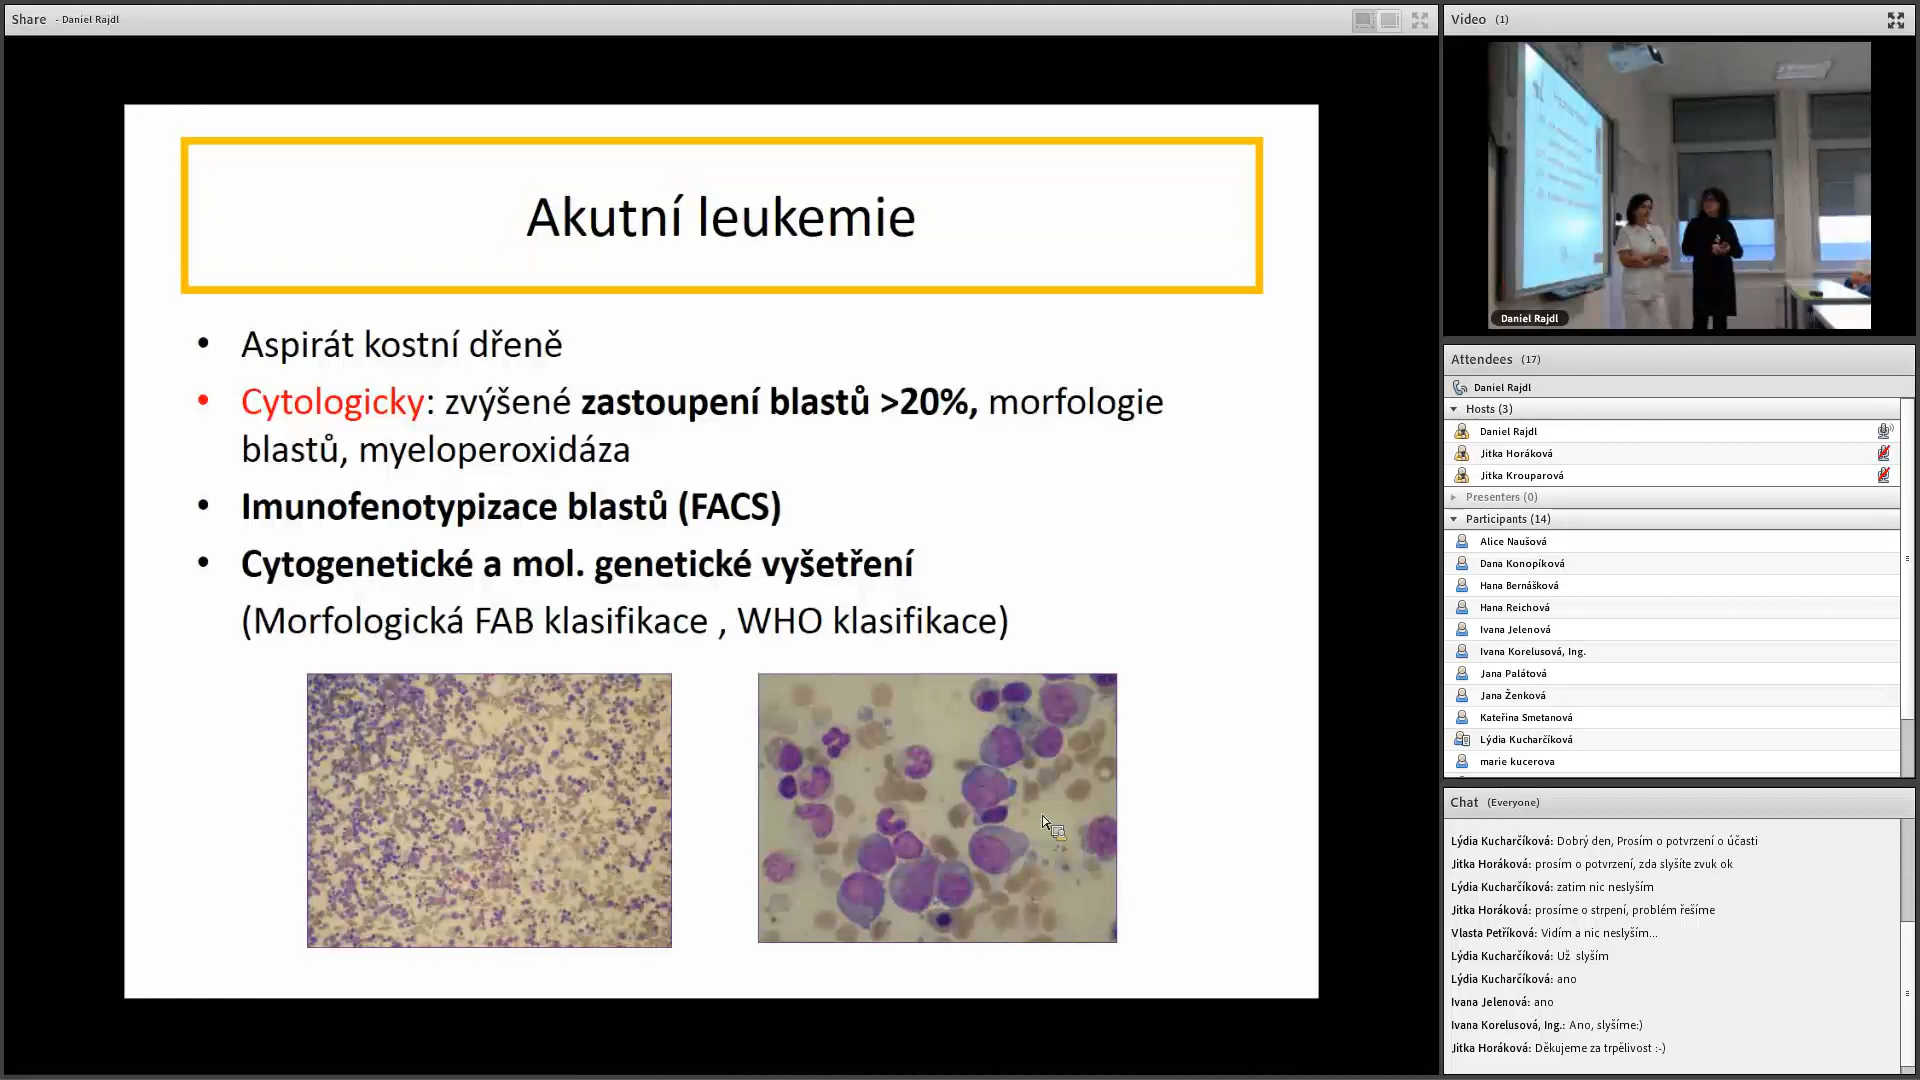 Share - Daniel Rajdl
Akutní leukemie
• Aspirát kostní dřeně
• Cytologicky: zvýšené zastoupení blastů >20%, morfologie
blastů, myeloperoxidáza
• Imunofenotypizace blastů (FACS)
• Cytogenetické a mol. genetické vyšetření
(Morfologická FAB klasifikace , WHO klasifikace)
Video (1)
Daniel Rajdl
Attendees (17)
Daniel Rajdl
Hosts (3)
Daniel Rajdl
Jitka Horáková
Jitka Krouparová
Presenters (0)
Participants (14)
Alice Naušová
Dana Konopíková
Hana Bernášková
Hana Reichová
Ivana Jelenová
Ivana Korelusová, Ing.
Jana Palátová
Jana Ženková
Kateřina Smetanová
Lýdia Kucharčíková
marie kucerova
Chat (Everyone)
Lýdia Kucharčíková: Dobrý den, Prosím o potvrzení o účasti
Jitka Horáková: prosím o potvrzení, zda slyšíte zvuk ok
Lýdia Kucharčíková: zatim nic neslyším
Jitka Horáková: prosíme o strpení, problém řešíme
Vlasta Petříková: Vidím a nic neslyším...
Lýdia Kucharčíková: Už slyším
Lýdia Kucharčíková: ano
Ivana Jelenová: ano
Ivana Korelusová, Ing.: Ano, slyšíme:)
Jitka Horáková: Děkujeme za trpělivost :-)